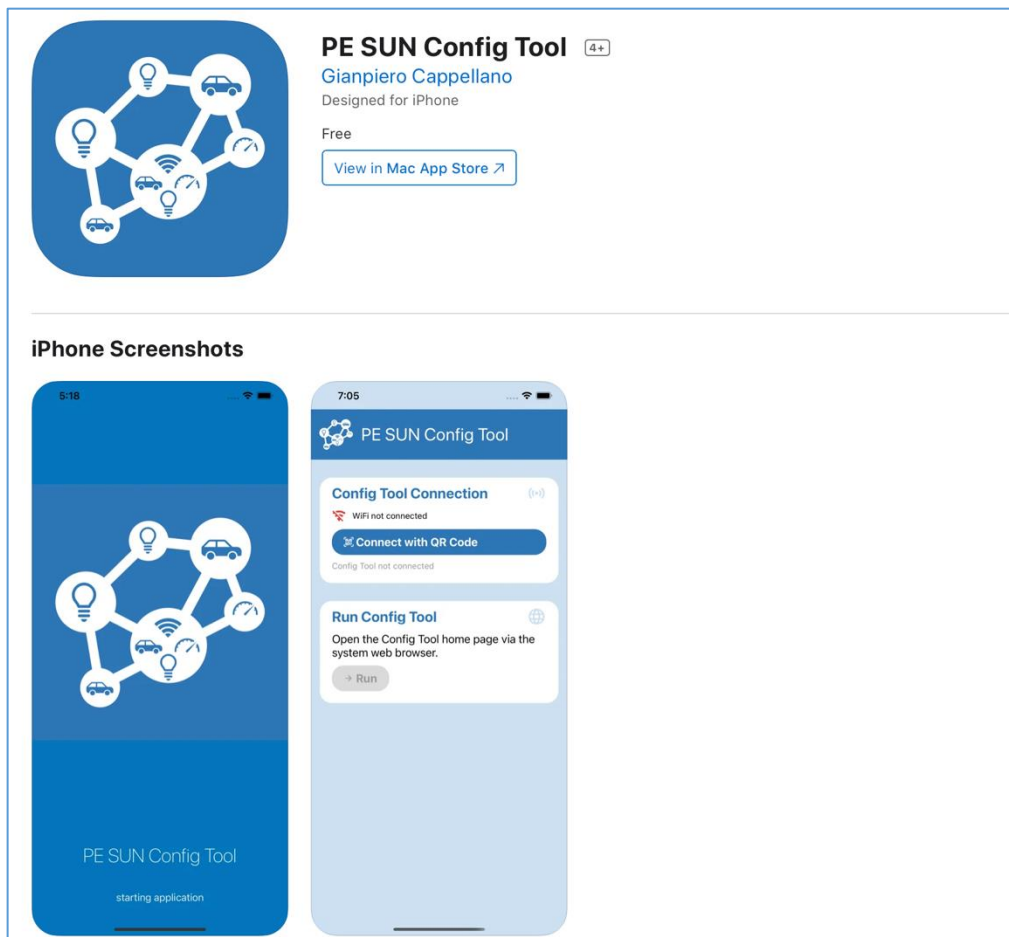 PE SUN Config Tool 4+
Gianpiero Cappellano
Designed for iPhone
Free
View in Mac App Store ↗
iPhone Screenshots
5:18
PE SUN Config Tool
starting application
7:05
PE SUN Config Tool
Config Tool Connection
WiFi not connected
Connect with QR Code
Config Tool not connected
Run Config Tool
Open the Config Tool home page via the
system web browser.
→ Run